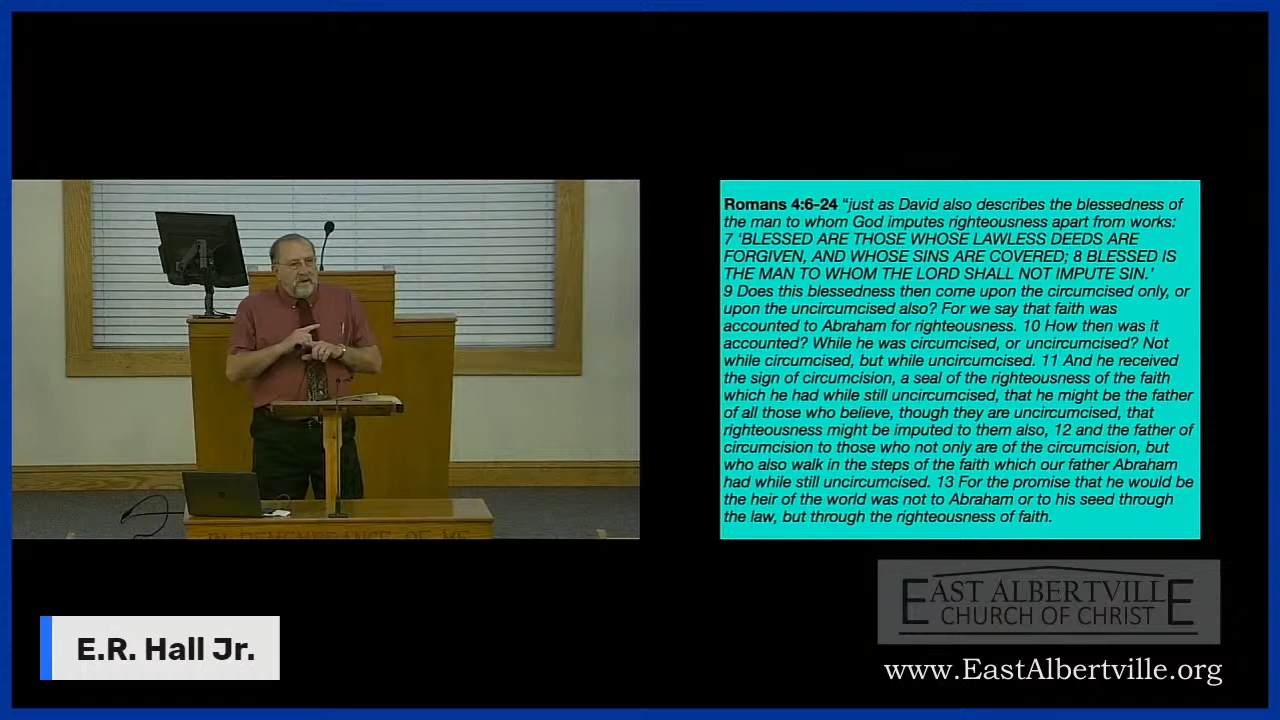 Romans 4:6-24 “just as David also describes the blessedness of
the man to whom God imputes righteousness apart from works:
7 ‘BLESSED ARE THOSE WHOSE LAWLESS DEEDS ARE
FORGIVEN, AND WHOSE SINS ARE COVERED; 8 BLESSED IS
THE MAN TO WHOM THE LORD SHALL NOT IMPUTE SIN.’
9 Does this blessedness then come upon the circumcised only, or
upon the uncircumcised also? For we say that faith was
accounted to Abraham for righteousness. 10 How then was it
accounted? While he was circumcised, or uncircumcised? Not
while circumcised, but while uncircumcised. 11 And he received
the sign of circumcision, a seal of the righteousness of the faith
which he had while still uncircumcised, that he might be the father
of all those who believe, though they are uncircumcised, that
righteousness might be imputed to them also, 12 and the father of
circumcision to those who not only are of the circumcision, but
who also walk in the steps of the faith which our father Abraham
had while still uncircumcised. 13 For the promise that he would be
the heir of the world was not to Abraham or to his seed through
the law, but through the righteousness of faith.
IN REMEMBRANCE OF ME
EAST ALBERTVILLE
CHURCH OF CHRIST
E.R. Hall Jr.
www.EastAlbertville.org